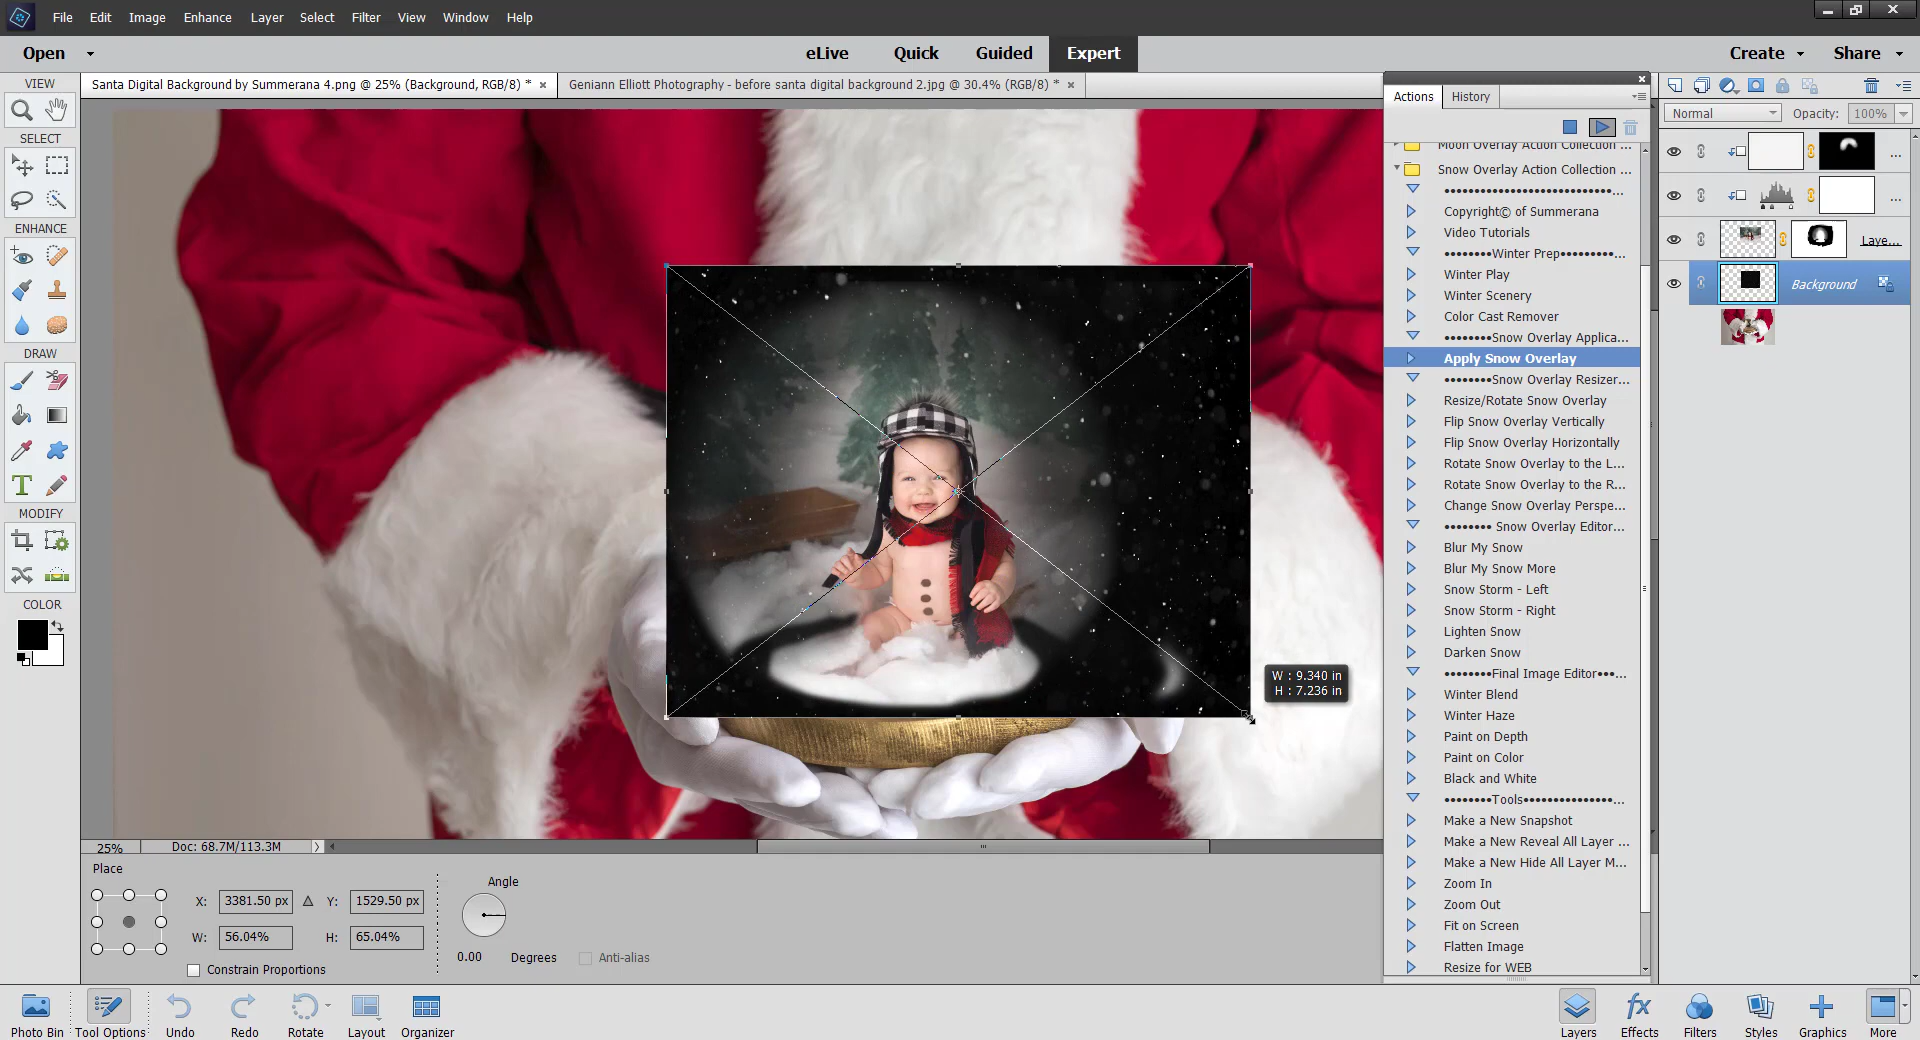 File Edit Image Enhance Layer Select Filter View Window Help
Open eLive Quick Guided Expert Create Share
VIEW
Santa Digital Background by Summerana 4.png @ 25% (Background, RGB/8) * × Geniann Elliott Photography - before santa digital background 2.jpg @ 30.4% (RGB/8) * ×
SELECT
ENHANCE
DRAW
MODIFY
COLOR
Actions History
Moon Overlay Action Collection ...
Snow Overlay Action Collection ...
••••••••••••••••••••••••••••...
Copyright© of Summerana
Video Tutorials
••••••••Winter Prep•••••••••...
Winter Play
Winter Scenery
Color Cast Remover
••••••••Snow Overlay Applica...
Apply Snow Overlay
••••••••Snow Overlay Resizer...
Resize/Rotate Snow Overlay
Flip Snow Overlay Vertically
Flip Snow Overlay Horizontally
Rotate Snow Overlay to the L...
Rotate Snow Overlay to the R...
Change Snow Overlay Perspe...
•••••••• Snow Overlay Editor...
Blur My Snow
Blur My Snow More
Snow Storm - Left
Snow Storm - Right
Lighten Snow
Darken Snow
••••••••Final Image Editor•••...
Winter Blend
Winter Haze
Paint on Depth
Paint on Color
Black and White
••••••••Tools•••••••••••••••...
Make a New Snapshot
Make a New Reveal All Layer ...
Make a New Hide All Layer M...
Zoom In
Zoom Out
Fit on Screen
Flatten Image
Resize for WEB
Normal Opacity: 100%
...
...
Laye...
Background
W : 9.340 in
H : 7.236 in
25% Doc: 68.7M/113.3M
Place
X: 3381.50 px Y: 1529.50 px
W: 56.04% H: 65.04%
Constrain Proportions
Angle
0.00 Degrees Anti-alias
Photo Bin Tool Options Undo Redo Rotate Layout Organizer
Layers Effects Filters Styles Graphics More